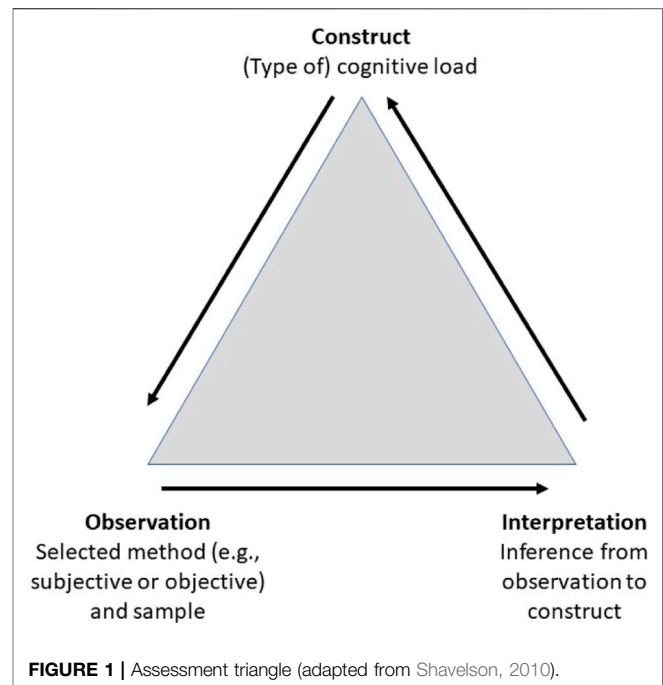 Construct
(Type of) cognitive load
Observation
Selected method (e.g.,
subjective or objective)
and sample
Interpretation
Inference from
observation to
construct
FIGURE 1 | Assessment triangle (adapted from Shavelson, 2010).